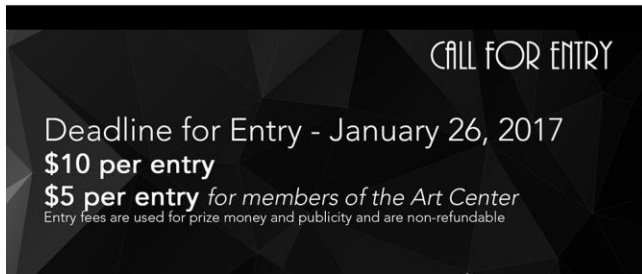 CALL FOR ENTRY
Deadline for Entry - January 26, 2017
$10 per entry
$5 per entry for members of the Art Center
Entry fees are used for prize money and publicity and are non-refundable